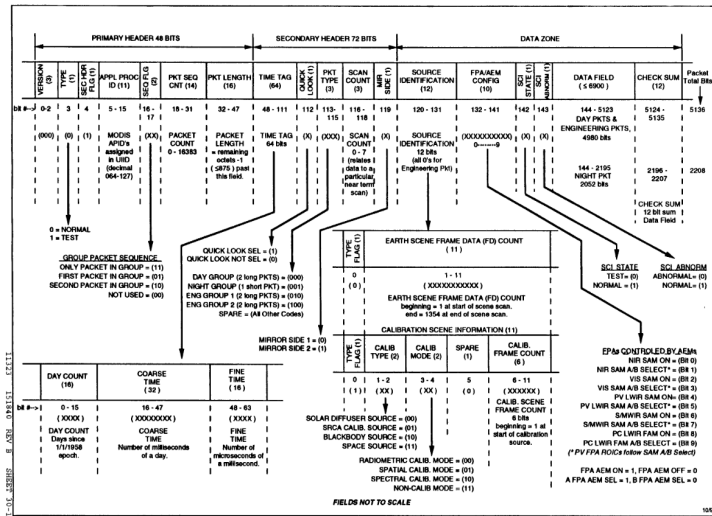 PRIMARY HEADER 48 BITS
SECONDARY HEADER 72 BITS
DATA ZONE
VERSION (3)
TYPE (1)
SEC HDR FLG (1)
APPL PROC ID (11)
SEQ FLG (2)
PKT SEQ CNT (14)
PKT LENGTH (16)
TIME TAG (64)
QUICK LOOK (1)
PKT TYPE (3)
SCAN COUNT (3)
MIR SIDE (1)
SOURCE IDENTIFICATION (12)
FPA/AEM CONFIG (10)
SCI STATE (1)
SCI ABNORM (1)
DATA FIELD (≤ 6900)
CHECK SUM (12)
Packet Total Bits
bit #-->
0-2
3
4
5-15
16-17
18-31
32-47
48-111
112
113-115
116-118
119
120-131
132-141
142
143
144-5123
DAY PKTS & ENGINEERING PKTS, 4980 bits
5124-5135
5136
(000)
(0)
(1)
MODIS APID's assigned in UIID (decimal 064-127)
(XX)
PACKET COUNT 0 - 16383
PACKET LENGTH = remaining octets -1 (≤875) past this field.
TIME TAG 64 bits
(X)
(XXX)
SCAN COUNT 0 - 7 (relates data to a particular near term scan)
(X)
SOURCE IDENTIFICATION 12 bits (all 0's for Engineering Pkt)
(XXXXXXXXXX)
0--------9
(X)
(X)
144 - 2195
NIGHT PKT
2052 bits
2196 - 2207
2208
CHECK SUM
12 bit sum
Data Field
0 = NORMAL
1 = TEST
GROUP PACKET SEQUENCE
ONLY PACKET IN GROUP = (11)
FIRST PACKET IN GROUP = (01)
SECOND PACKET IN GROUP = (10)
NOT USED = (00)
QUICK LOOK SEL = (1)
QUICK LOOK NOT SEL = (0)
DAY GROUP (2 long PKTS) = (000)
NIGHT GROUP (1 short PKT) = (001)
ENG GROUP 1 (2 long PKTS) = (010)
ENG GROUP 2 (2 long PKTS) = (100)
SPARE = (All Other Codes)
MIRROR SIDE 1 = (0)
MIRROR SIDE 2 = (1)
TYPE FLAG (1)
EARTH SCENE FRAME DATA (FD) COUNT
(11)
0
(0)
1 - 11
(XXXXXXXXXXX)
EARTH SCENE FRAME DATA (FD) COUNT
beginning = 1 at start of scene scan.
end = 1354 at end of scene scan.
CALIBRATION SCENE INFORMATION (11)
TYPE FLAG (1)
CALIB TYPE (2)
CALIB MODE (2)
SPARE (1)
CALIB. FRAME COUNT (6)
0
1 - 2
3 - 4
5
6 - 11
(1)
(XX)
(XX)
(0)
(XXXXXX)
CALIB. SCENE
FRAME COUNT
6 bits
beginning = 1 at
start of calibration
source.
SOLAR DIFFUSER SOURCE = (00)
SRCA CALIB. SOURCE = (01)
BLACKBODY SOURCE = (10)
SPACE SOURCE = (11)
RADIOMETRIC CALIB. MODE = (00)
SPATIAL CALIB. MODE = (01)
SPECTRAL CALIB. MODE = (10)
NON-CALIB MODE = (11)
SCI STATE
TEST= (0)
NORMAL = (1)
SCI ABNORM
ABNORMAL= (0)
NORMAL= (1)
FPAs CONTROLED BY AEMs
NIR SAM ON = (Bit 0)
NIR SAM A/B SELECT* = (Bit 1)
VIS SAM ON = (Bit 2)
VIS SAM A/B SELECT* = (Bit 3)
PV LWIR SAM ON= (Bit 4)
PV LWIR SAM A/B SELECT* = (Bit 5)
S/MWIR SAM ON = (Bit 6)
S/MWIR SAM A/B SELECT* = (Bit 7)
PC LWIR FAM ON = (Bit 8)
PC LWIR FAM A/B SELECT = (Bit 9)
(* PV FPA ROICs follow SAM A/B Select)
FPA AEM ON = 1, FPA AEM OFF = 0
A FPA AEM SEL = 1, B FPA AEM SEL = 0
DAY COUNT (16)
COARSE TIME (32)
FINE TIME (16)
bit #-->
0 - 15
16 - 47
48 - 63
(XXXX)
(XXXXXXXX)
(XXXX)
DAY COUNT
Days since
1/1/1958
epoch.
COARSE
TIME
Number of milliseconds
of a day.
FINE
TIME
Number of
microseconds of
a millisecond.
FIELDS NOT TO SCALE
151840 REV B SHEET 30-1